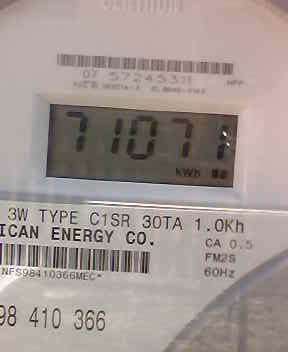 07 57245311
71071
kWh
3W TYPE C1SR 30TA 1.0Kh
ICAN ENERGY CO.
CA 0.5
FM2S
60Hz
NFS98410366MEC*
98 410 366